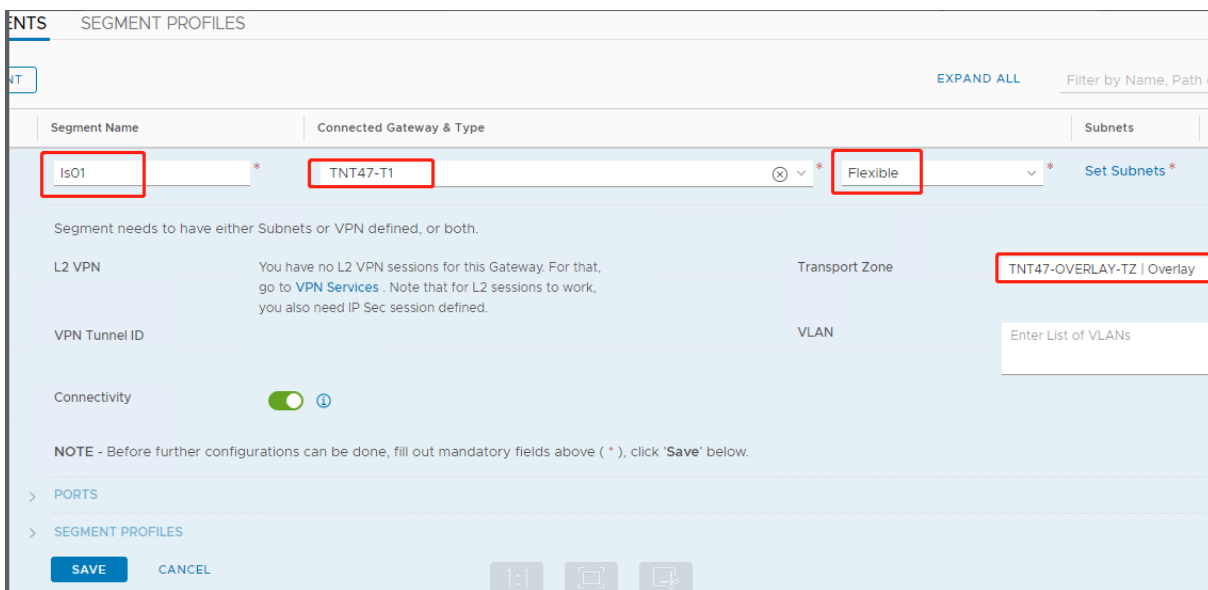 ENTS SEGMENT PROFILES
NT EXPAND ALL Filter by Name, Path
Segment Name Connected Gateway & Type Subnets
ls01 * TNT47-T1 * Flexible * Set Subnets *
Segment needs to have either Subnets or VPN defined, or both.
L2 VPN You have no L2 VPN sessions for this Gateway. For that, Transport Zone TNT47-OVERLAY-TZ | Overlay
go to VPN Services . Note that for L2 sessions to work,
you also need IP Sec session defined.
VPN Tunnel ID VLAN Enter List of VLANs
Connectivity
NOTE - Before further configurations can be done, fill out mandatory fields above ( * ), click 'Save' below.
PORTS
SEGMENT PROFILES
SAVE CANCEL
1:1